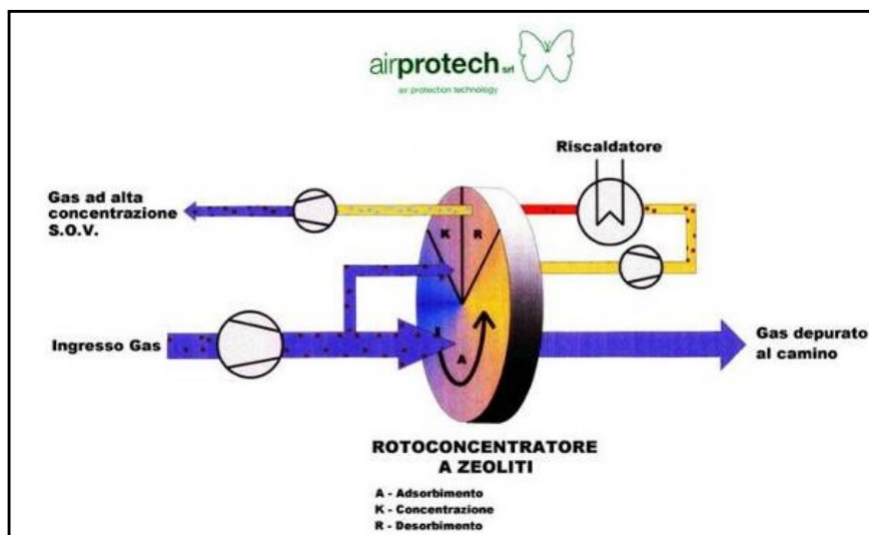 airprotech srl
air protection technology
Riscaldatore
Gas ad alta
concentrazione
S.O.V.
K
R
Ingresso Gas
A
Gas depurato
al camino
ROTOCONCENTRATORE
A ZEOLITI
A - Adsorbimento
K - Concentrazione
R - Desorbimento